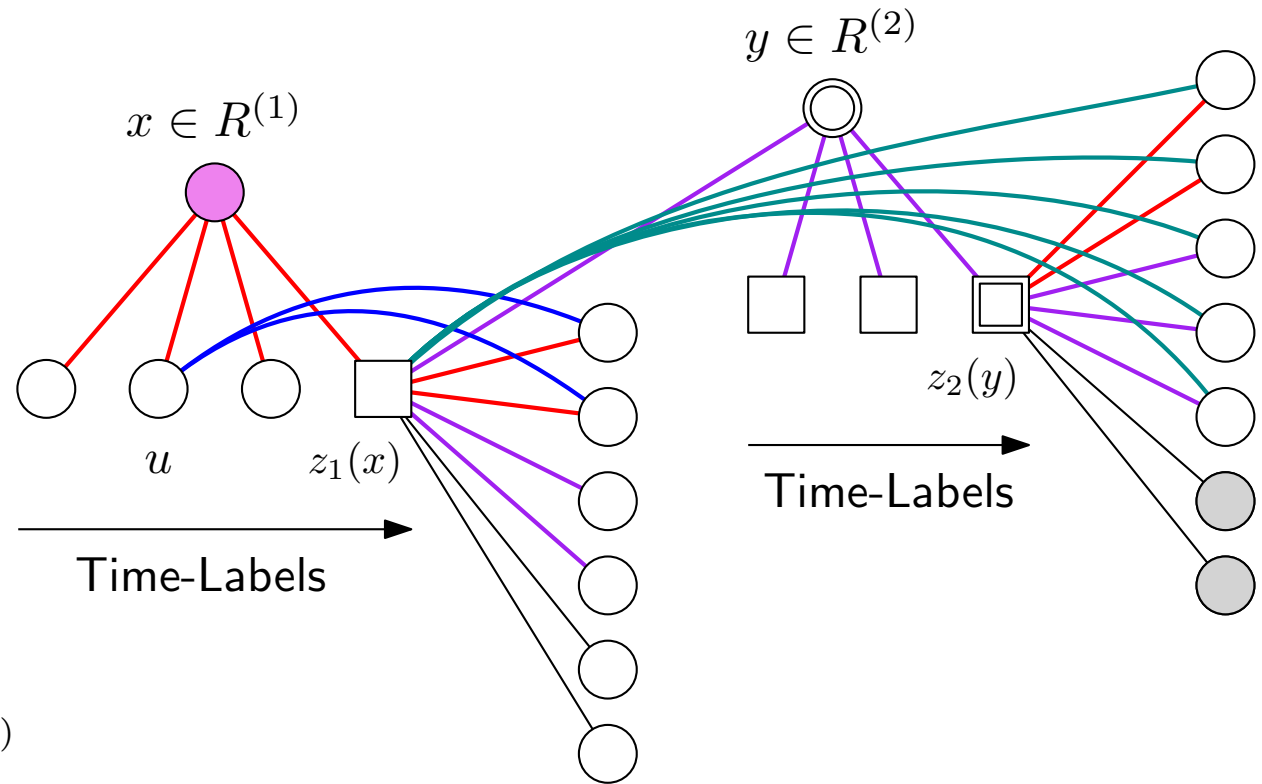 y ∈ R^{(2)}
x ∈ R^{(1)}
z_2(y)
u
z_1(x)
Time-Labels
Time-Labels
)